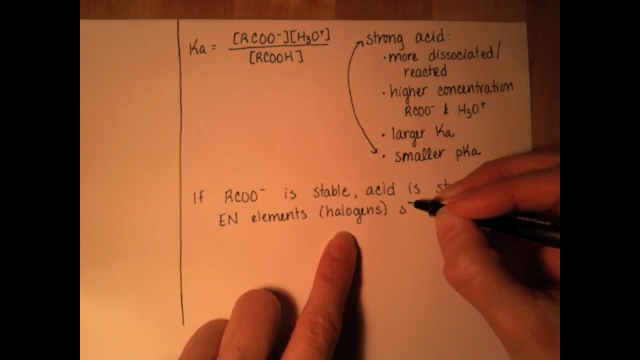 Ka = [RCOO⁻][H₃O⁺] / [RCOOH]
strong acid:
• more dissociated/
reached
• higher concentration
RCOO⁻ & H₃O⁺
• larger Ka
• smaller pKa
If RCOO⁻ is stable, acid is
EN elements (halogens)